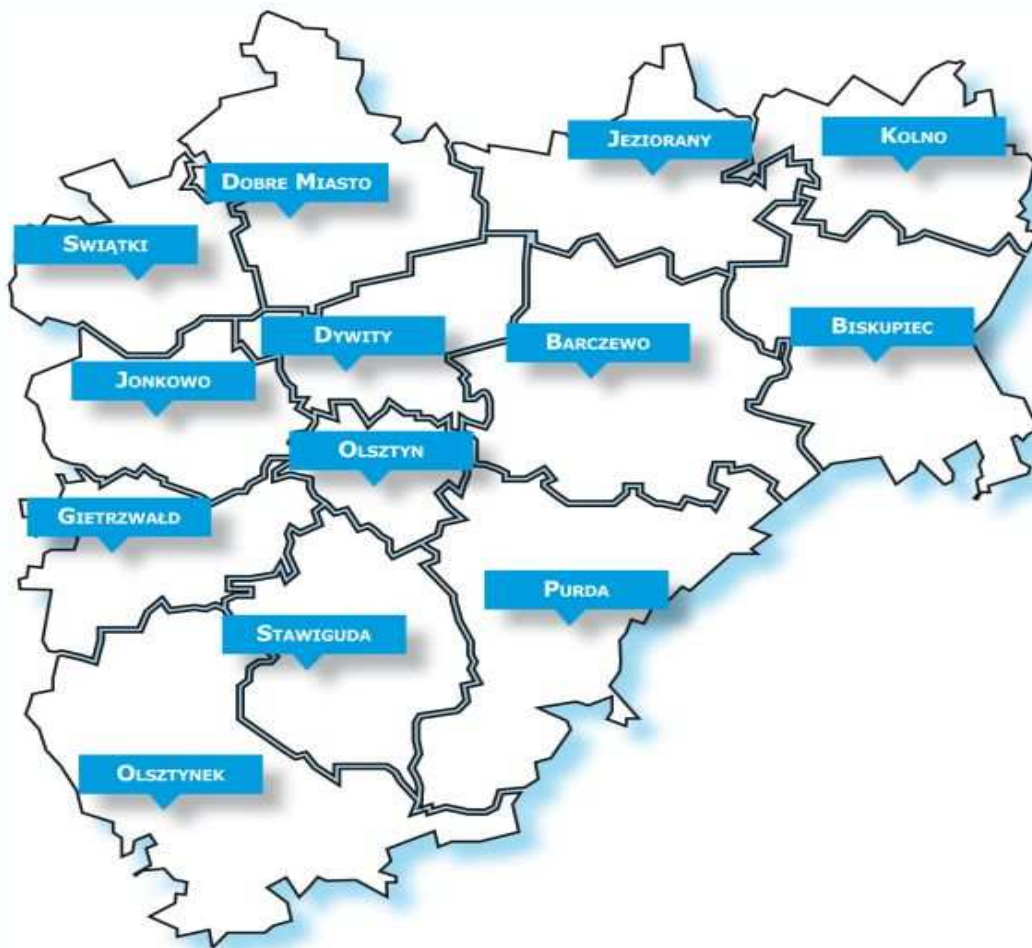 Jeziorany
Kolno
Dobre Miasto
Swiątki
Dywity
Barczewo
Biskupiec
Jonkowo
Olsztyn
Gietrzwałd
Purda
Stawiguda
Olsztynek